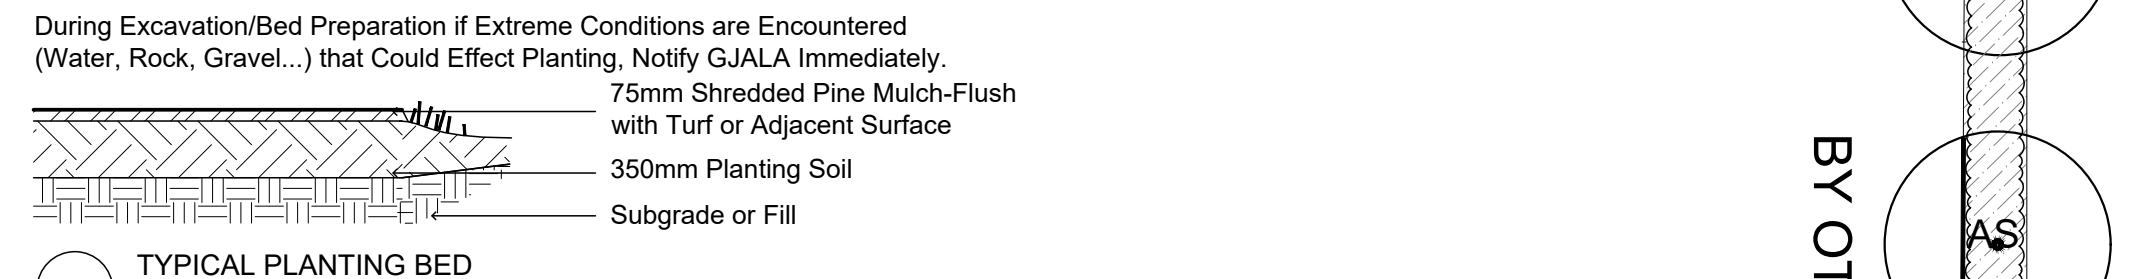 During Excavation/Bed Preparation if Extreme Conditions are Encountered
(Water, Rock, Gravel...) that Could Effect Planting, Notify GJALA Immediately.
75mm Shredded Pine Mulch-Flush
with Turf or Adjacent Surface
350mm Planting Soil
Subgrade or Fill
TYPICAL PLANTING BED
BY
AS